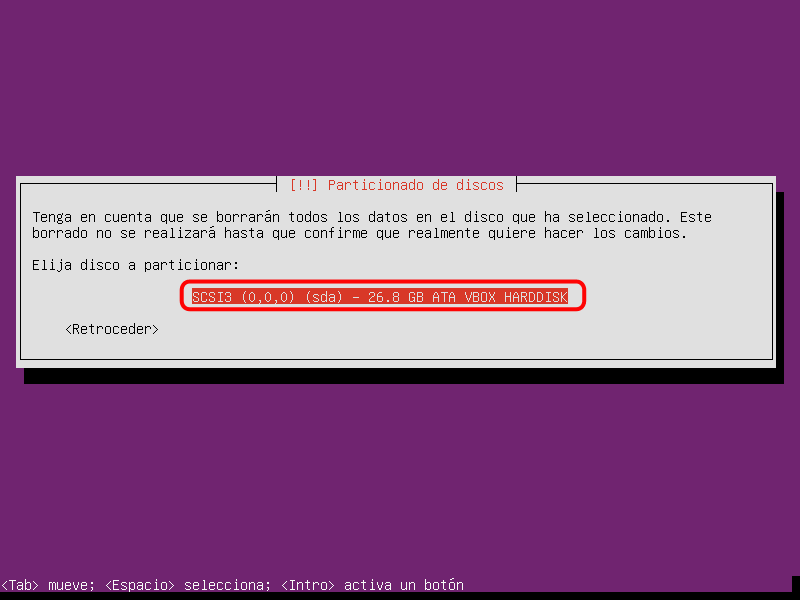 [!!] Particionado de discos
Tenga en cuenta que se borrarán todos los datos en el disco que ha seleccionado. Este
borrado no se realizará hasta que confirme que realmente quiere hacer los cambios.
Elija disco a particionar:
SCSI3 (0,0,0) (sda) - 26.8 GB ATA VBOX HARDDISK
<Retroceder>
<Tab> mueve; <Espacio> selecciona; <Intro> activa un botón